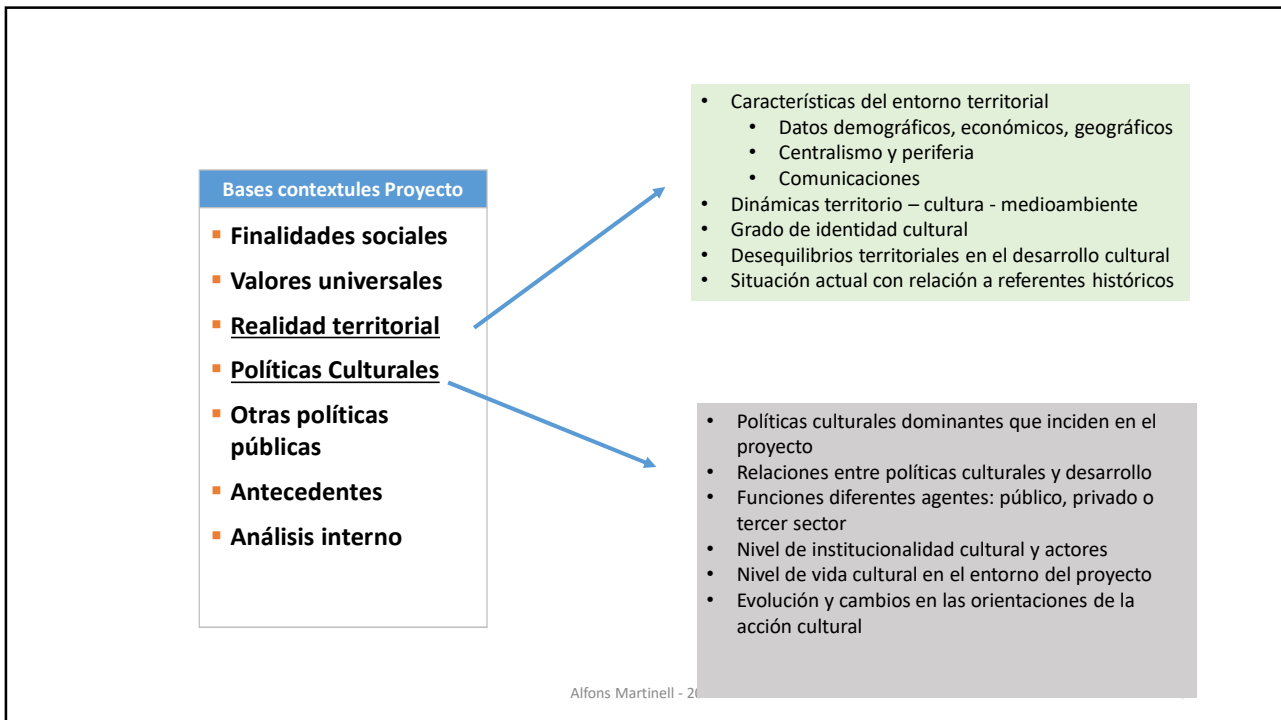 Bases contextules Proyecto
▪ Finalidades sociales
▪ Valores universales
▪ Realidad territorial
▪ Políticas Culturales
▪ Otras políticas
públicas
▪ Antecedentes
▪ Análisis interno
• Características del entorno territorial
• Datos demográficos, económicos, geográficos
• Centralismo y periferia
• Comunicaciones
• Dinámicas territorio – cultura - medioambiente
• Grado de identidad cultural
• Desequilibrios territoriales en el desarrollo cultural
• Situación actual con relación a referentes históricos
• Políticas culturales dominantes que inciden en el
proyecto
• Relaciones entre políticas culturales y desarrollo
• Funciones diferentes agentes: público, privado o
tercer sector
• Nivel de institucionalidad cultural y actores
• Nivel de vida cultural en el entorno del proyecto
• Evolución y cambios en las orientaciones de la
acción cultural
Alfons Martinell -